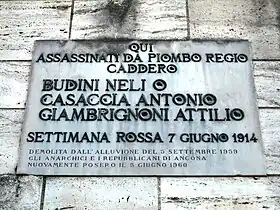 QUI
ASSASSINATI DA PIOMBO REGIO
CADDERO
BUDINI NELI O
CASACCIA ANTONIO
GIAMBRIGNONI ATTILIO
SETTIMANA ROSSA 7 GIUGNO 1914
DEMOLITA DALL'ALLUVIONE DEL 5 SETTEMBRE 1959
GLI ANARCHICI E I REPUBBLICANI DI ANCONA
NUOVAMENTE POSERO IL 5 GIUGNO 1960